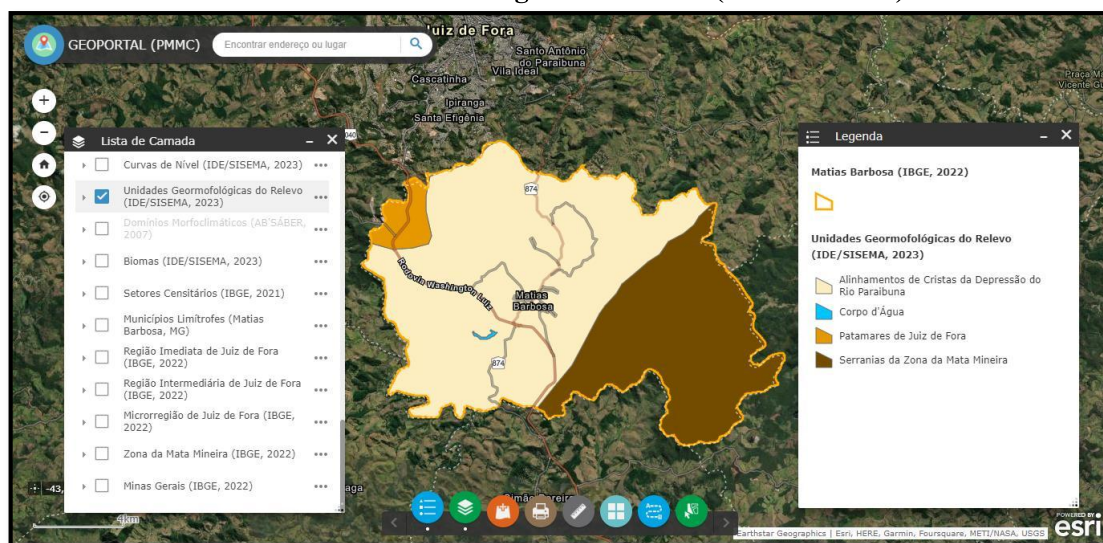 GEOPORTAL (PMMC)
Encontrar endereço ou lugar
uiz de Fora
Santo Antônio
do Paraibuna
Vila Ideal
Cascatinha
Ipiranga
Santa Efigênia
040
Lista de Camada
Curvas de Nível (IDE/SISEMA, 2023)
Unidades Geormofológicas do Relevo
(IDE/SISEMA, 2023)
Domínios Morfoclimáticos (AB'SÁBER,
2007)
Biomas (IDE/SISEMA, 2023)
Setores Censitários (IBGE, 2021)
Municípios Limítrofes (Matias
Barbosa, MG)
Região Imediata de Juiz de Fora
(IBGE, 2022)
Região Intermediária de Juiz de Fora
(IBGE, 2022)
Microrregião de Juiz de Fora (IBGE,
2022)
Zona da Mata Mineira (IBGE, 2022)
Minas Gerais (IBGE, 2022)
874
Rodovia Washington Luiz
Matias
Barbosa
874
Legenda
Matias Barbosa (IBGE, 2022)
Unidades Geormofológicas do Relevo
(IDE/SISEMA, 2023)
Alinhamentos de Cristas da Depressão do
Rio Paraibuna
Corpo d'Água
Patamares de Juiz de Fora
Serranias da Zona da Mata Mineira
-43,
4km
Earthstar Geographics | Esri, HERE, Garmin, Foursquare, METI/NASA, USGS
POWERED BY
esri